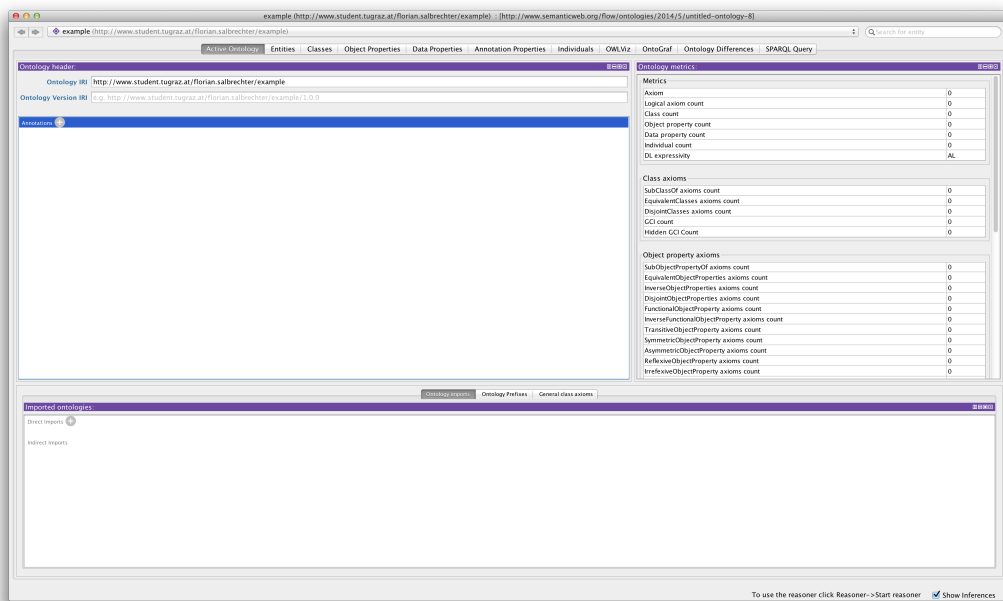 example (http://www.student.tugraz.at/florian.salbrechter/example) : [http://www.semanticweb.org/flow/ontologies/2014/5/untitled-ontology-8]
example (http://www.student.tugraz.at/florian.salbrechter/example)
Search for entity
Active Ontology Entities Classes Object Properties Data Properties Annotation Properties Individuals OWLViz OntoGraf Ontology Differences SPARQL Query
Ontology header:
Ontology IRI http://www.student.tugraz.at/florian.salbrechter/example
Ontology Version IRI e.g. http://www.student.tugraz.at/florian.salbrechter/example/1.0.0
Annotations
Ontology metrics:
Metrics
Axiom 0
Logical axiom count 0
Class count 0
Object property count 0
Data property count 0
Individual count 0
DL expressivity AL
Class axioms
SubClassOf axioms count 0
EquivalentClasses axioms count 0
DisjointClasses axioms count 0
GCI count 0
Hidden GCI Count 0
Object property axioms
SubObjectPropertyOf axioms count 0
EquivalentObjectProperties axioms count 0
InverseObjectProperties axioms count 0
DisjointObjectProperties axioms count 0
FunctionalObjectProperty axioms count 0
InverseFunctionalObjectProperty axioms count 0
TransitiveObjectProperty axioms count 0
SymmetricObjectProperty axioms count 0
AsymmetricObjectProperty axioms count 0
ReflexiveObjectProperty axioms count 0
IrrefexiveObjectProperty axioms count 0
Ontology imports Ontology Prefixes General class axioms
Imported ontologies:
Direct Imports
Indirect Imports
To use the reasoner click Reasoner->Start reasoner Show Inferences